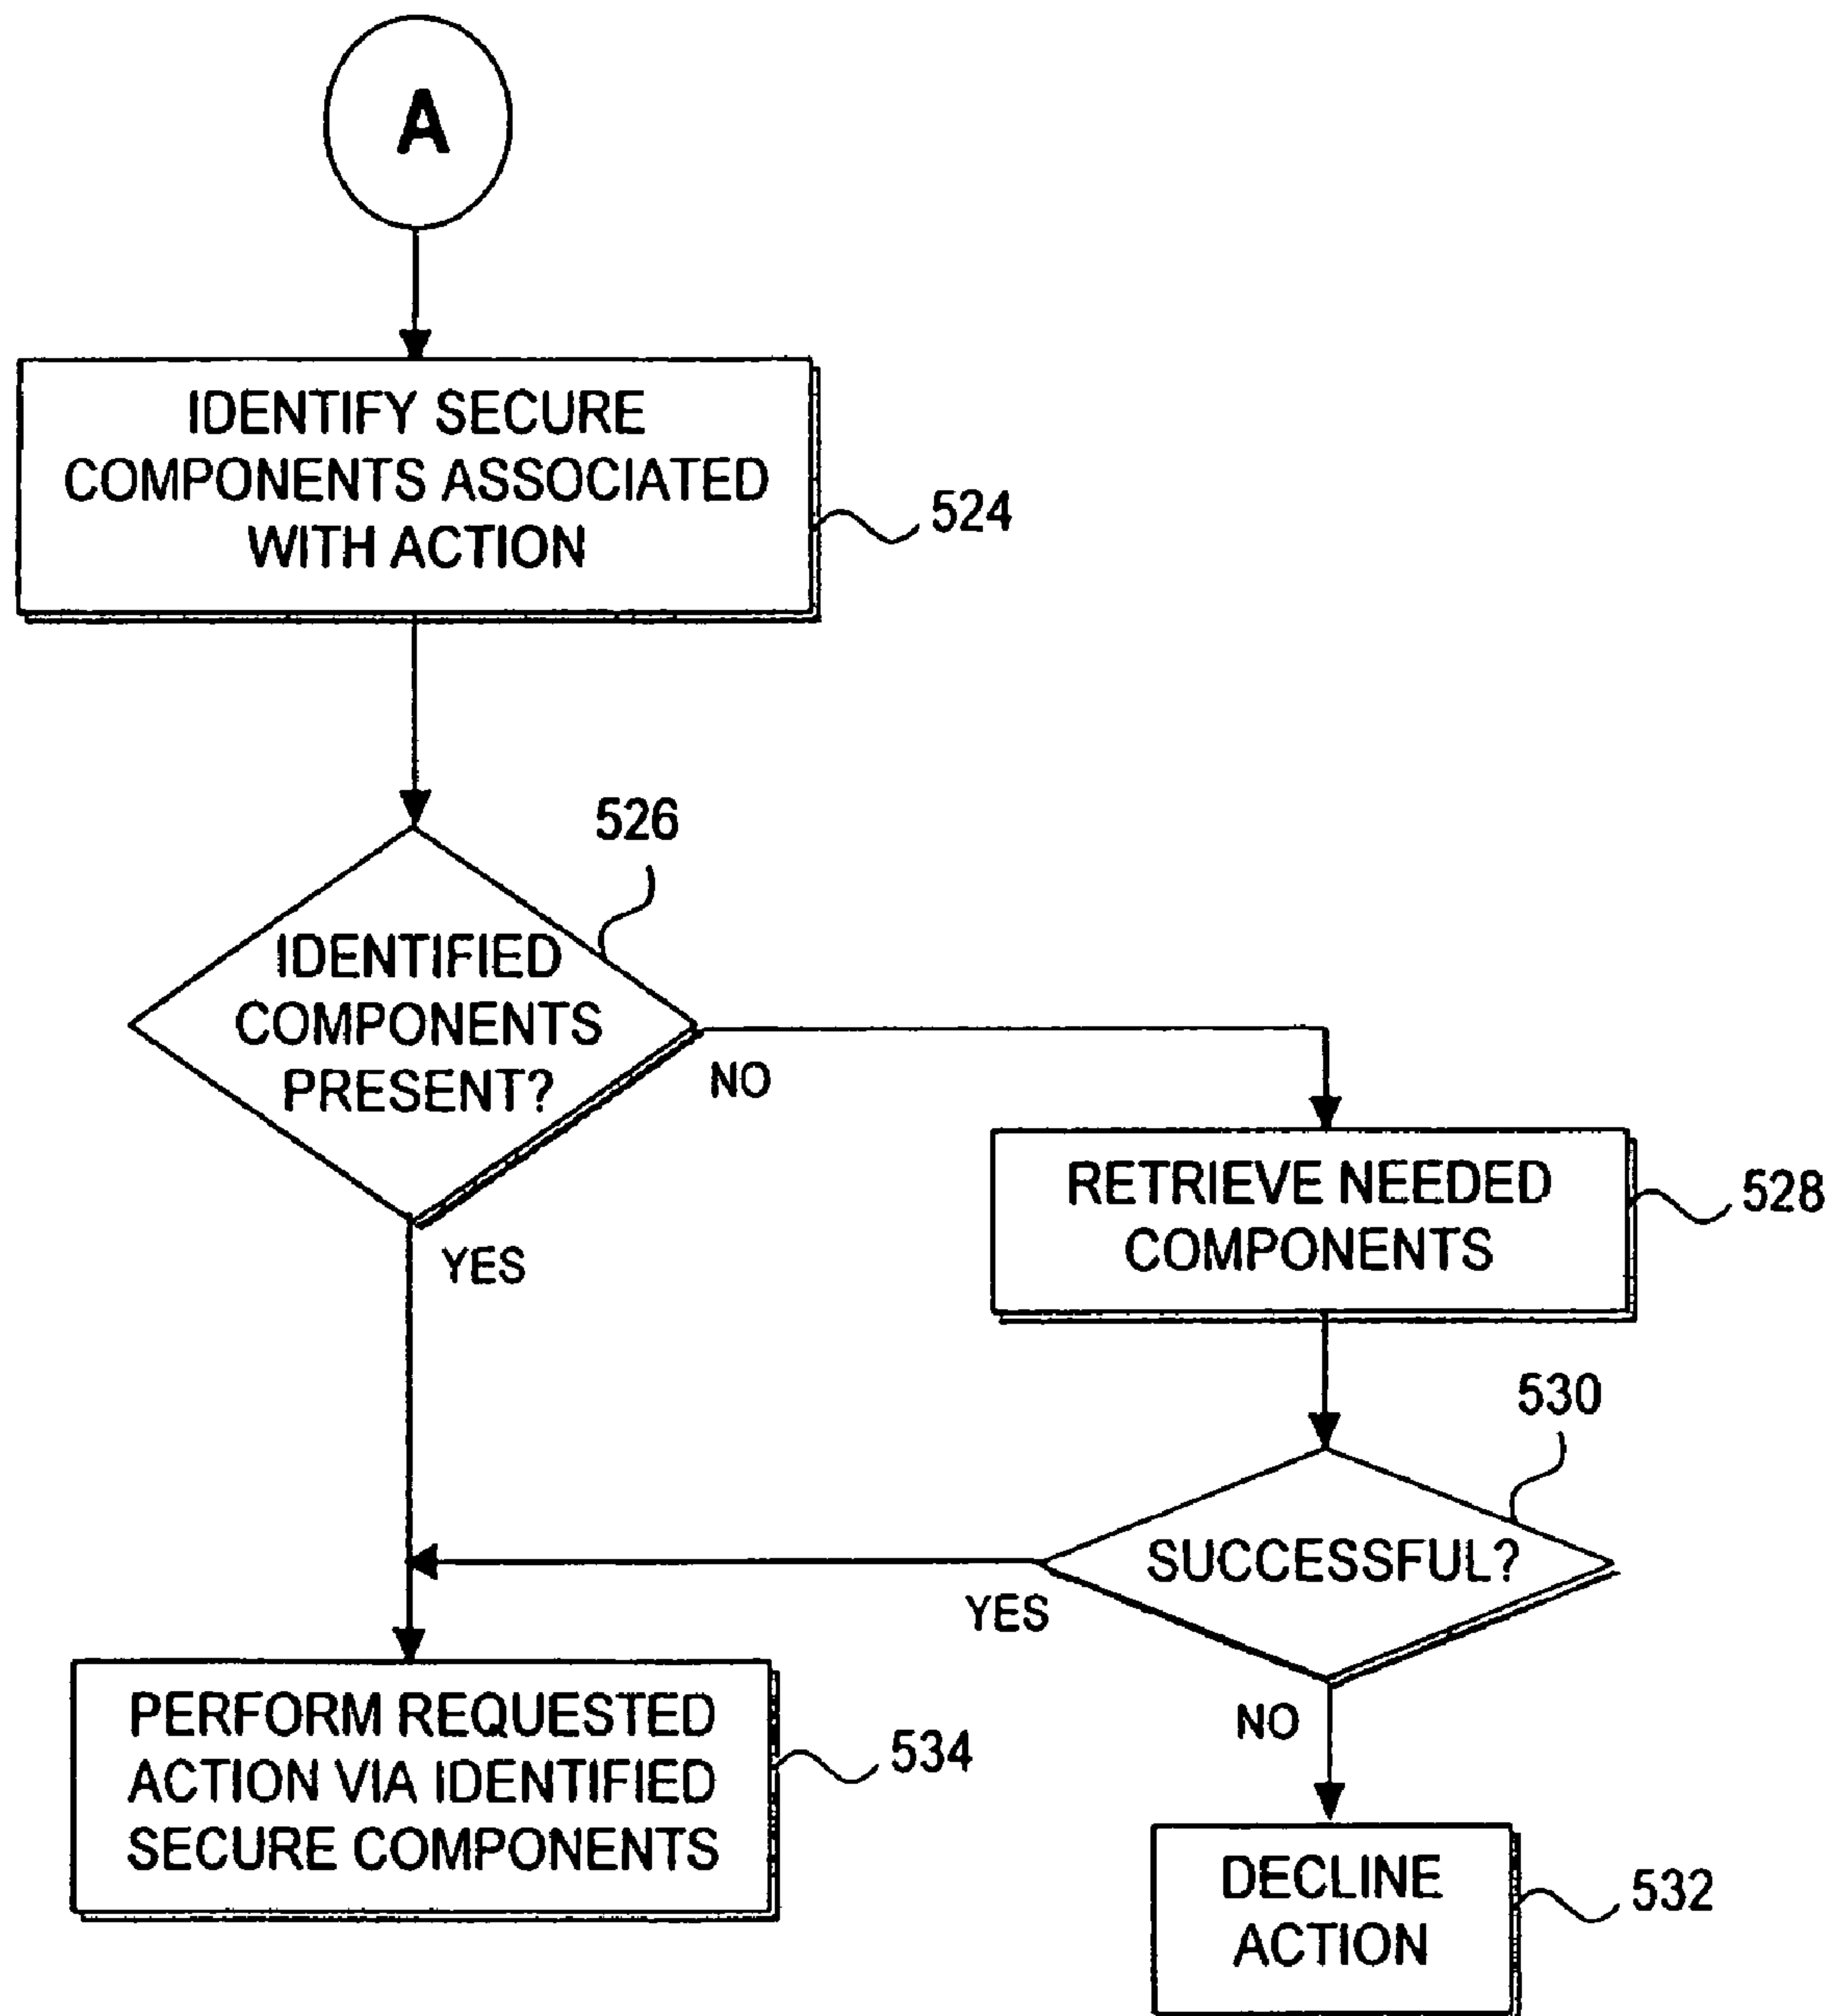 A
IDENTIFY SECURE
COMPONENTS ASSOCIATED
WITH ACTION
524
526
IDENTIFIED
COMPONENTS
PRESENT?
NO
YES
RETRIEVE NEEDED
COMPONENTS
528
530
SUCCESSFUL?
YES
NO
PERFORM REQUESTED
ACTION VIA IDENTIFIED
SECURE COMPONENTS
534
DECLINE
ACTION
532